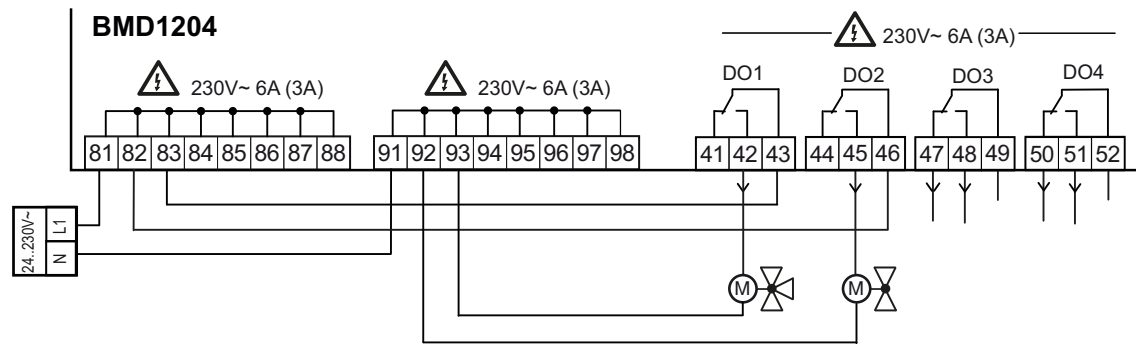 BMD1204
230V~ 6A (3A)
230V~ 6A (3A)
230V~ 6A (3A)
DO1 DO2 DO3 DO4
81 82 83 84 85 86 87 88
91 92 93 94 95 96 97 98
41 42 43
44 45 46
47 48 49
50 51 52
24..230V~
L1
N
M
M